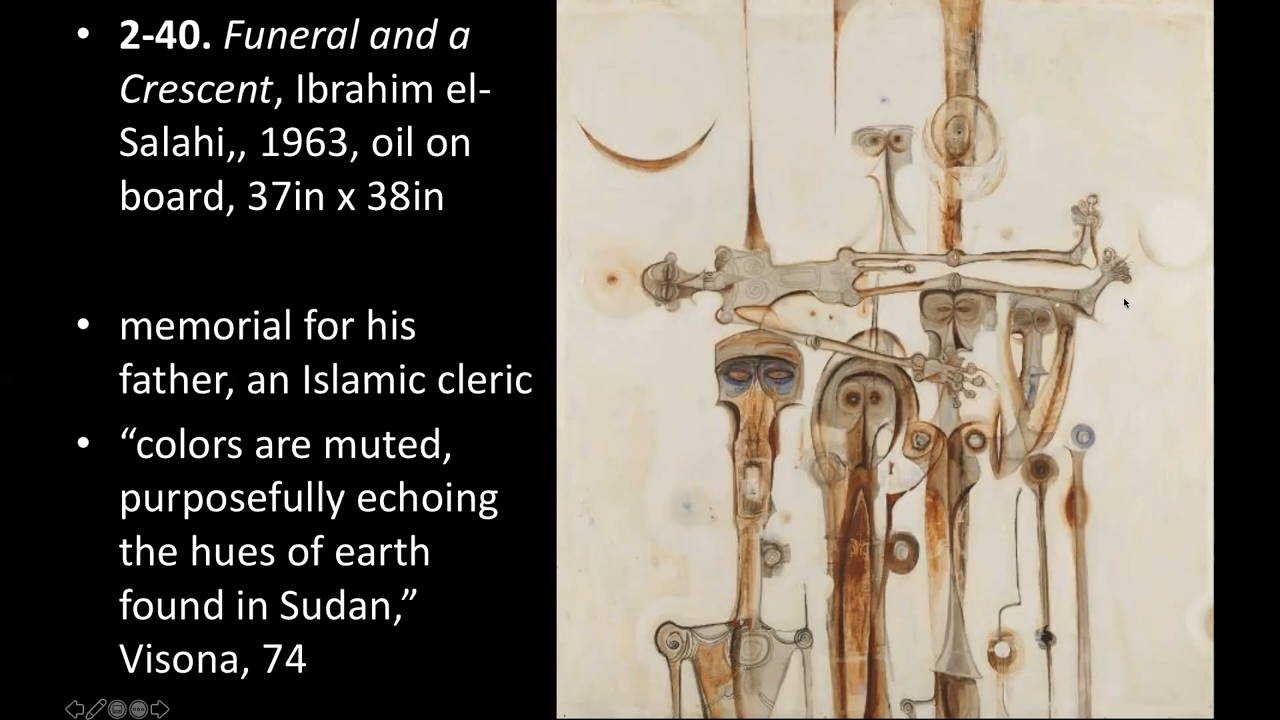 • 2-40. Funeral and a
Crescent, Ibrahim el-
Salahi,, 1963, oil on
board, 37in x 38in
• memorial for his
father, an Islamic cleric
• “colors are muted,
purposefully echoing
the hues of earth
found in Sudan,”
Visona, 74